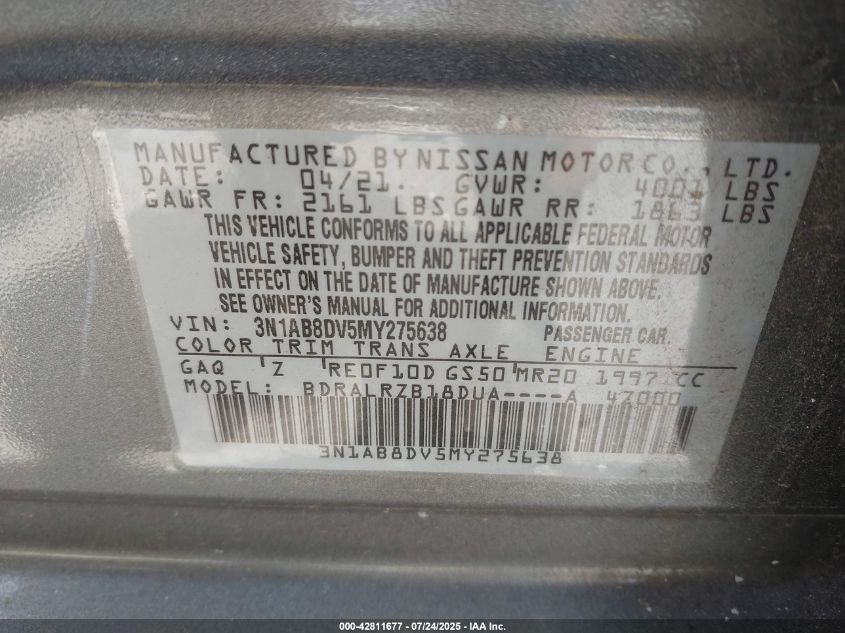 MANUFACTURED BY NISSAN MOTOR CO., LTD.
DATE: 04/21. GVWR: 4001 LBS
GAWR FR: 2161 LBS GAWR RR: 1863 LBS
THIS VEHICLE CONFORMS TO ALL APPLICABLE FEDERAL MOTOR
VEHICLE SAFETY, BUMPER AND THEFT PREVENTION STANDARDS
IN EFFECT ON THE DATE OF MANUFACTURE SHOWN ABOVE.
SEE OWNER'S MANUAL FOR ADDITIONAL INFORMATION.
VIN: 3N1AB8DV5MY275638 PASSENGER CAR
COLOR TRIM TRANS AXLE ENGINE
GAQ Z RE0F10D GS50 MR20 1997 CC
MODEL: BDRALRZB18DUA----A 47000
3N1AB8DV5MY275638
000-42811677 / 07/24/2025 - IAA Inc.